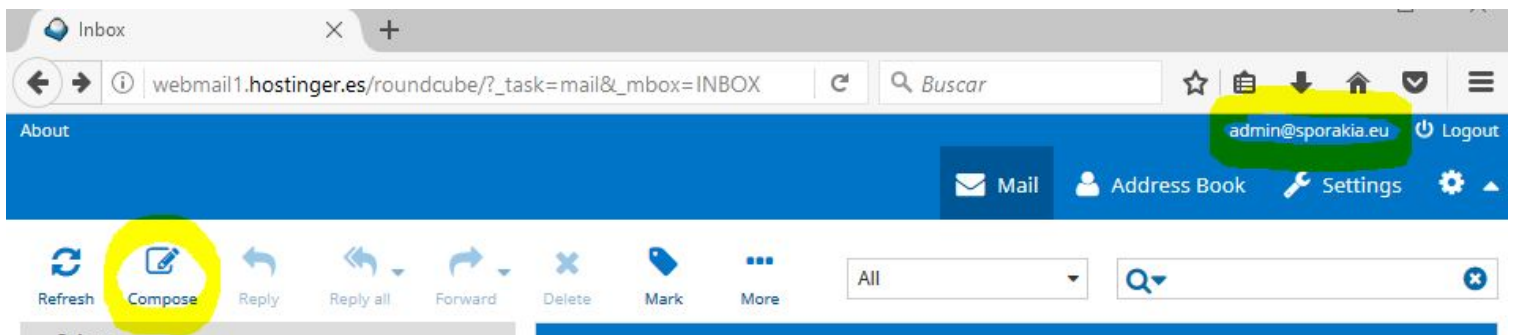 Inbox
webmail1.hostinger.es/roundcube/?_task=mail&_mbox=INBOX Buscar
About admin@sporakia.eu Logout
Mail Address Book Settings
Refresh Compose Reply Reply all Forward Delete Mark More All